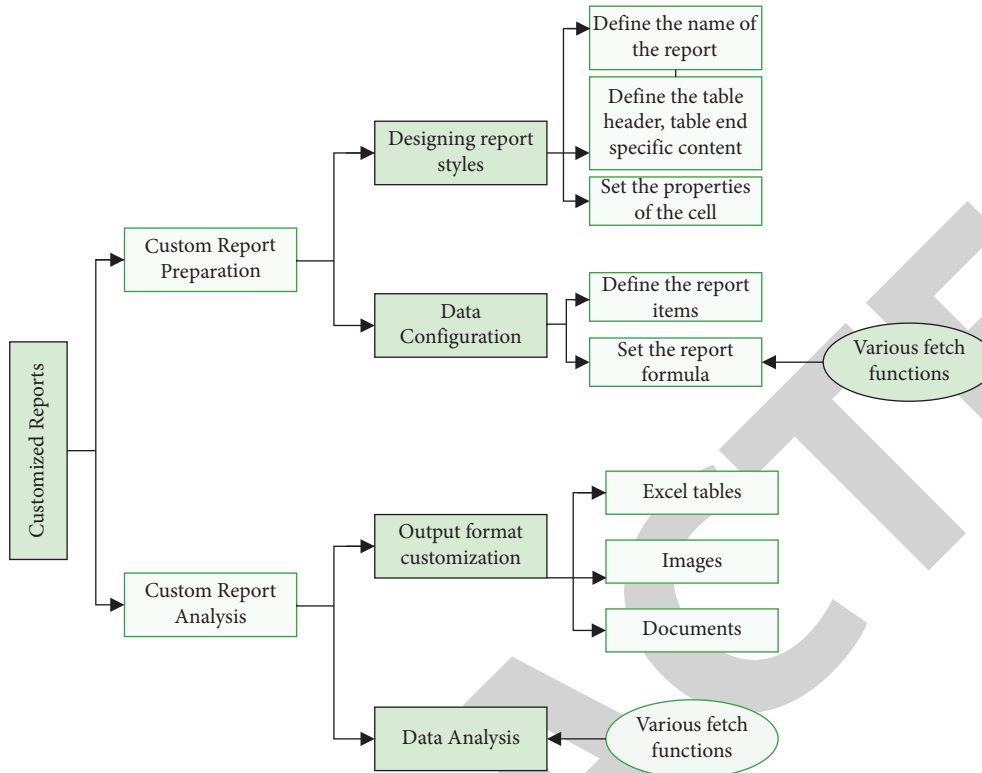 Customized Reports
Custom Report
Preparation
Custom Report
Analysis
Designing report
styles
Data
Configuration
Output format
customization
Data Analysis
Define the name of
the report
Define the table
header, table end
specific content
Set the properties
of the cell
Define the report
items
Set the report
formula
Various fetch
functions
Excel tables
Images
Documents
Various fetch
functions